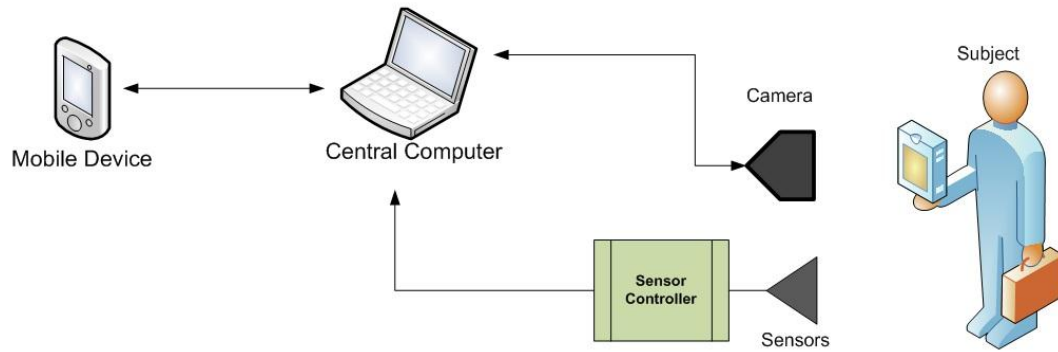 Subject
Camera
Mobile Device
Central Computer
Sensor
Controller
Sensors